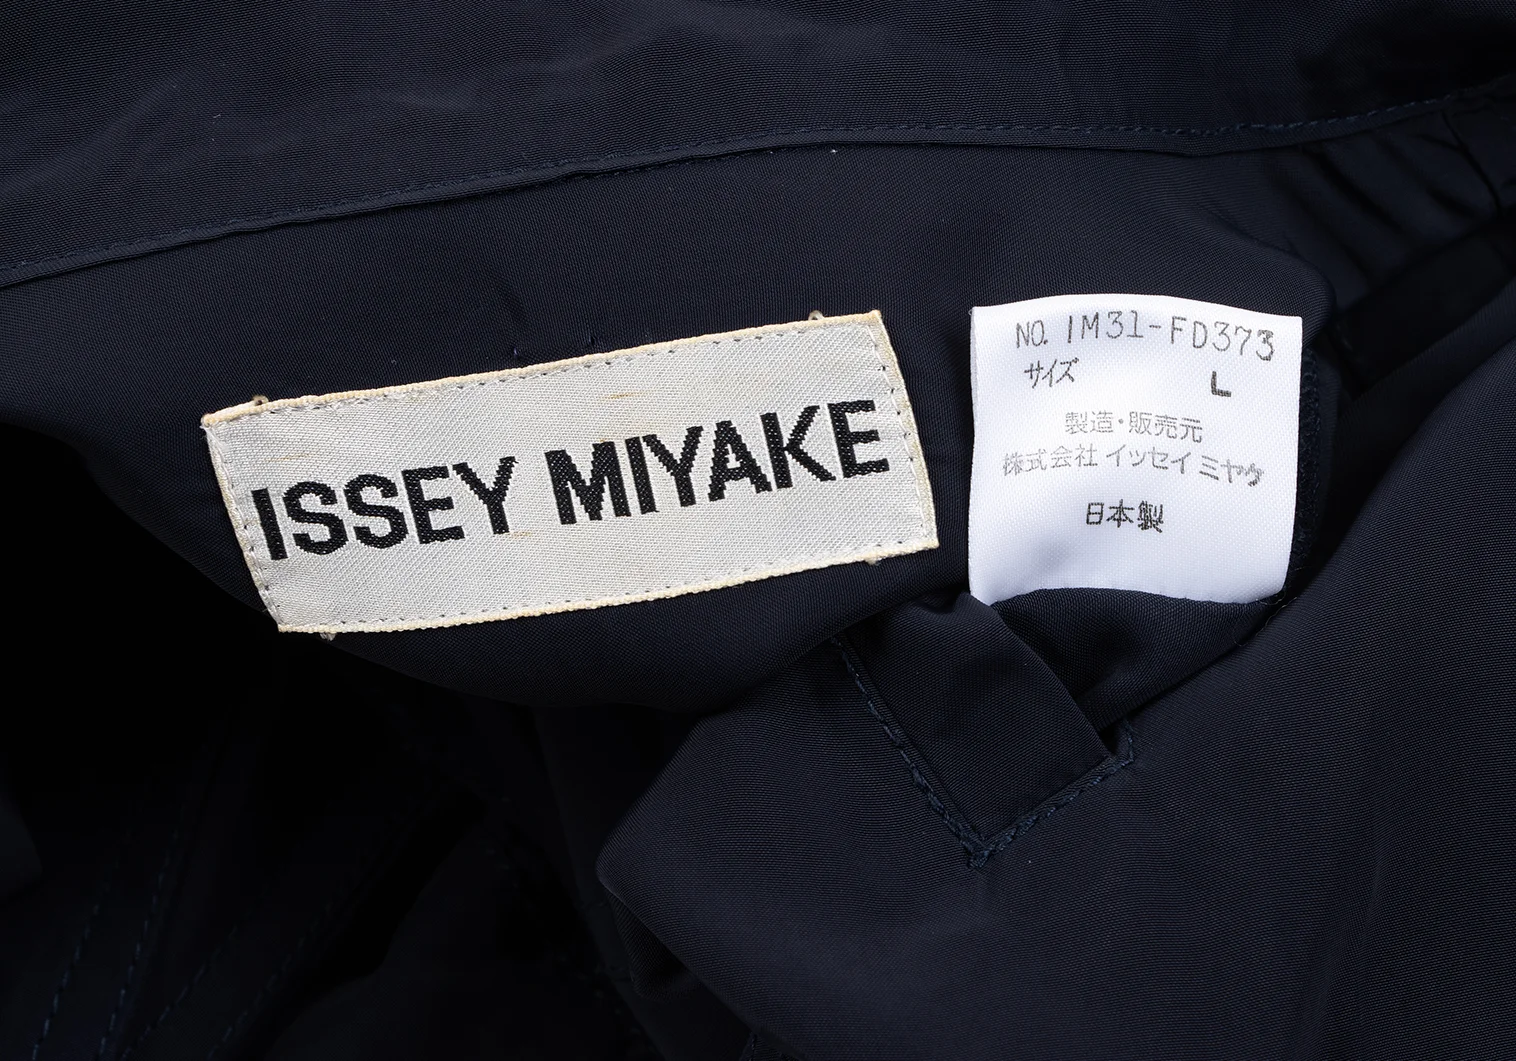 ISSEY MIYAKE
NO. IM31-FD373
サイズ L
製造・販売元
株式会社 イッセイ ミヤケ
日本製